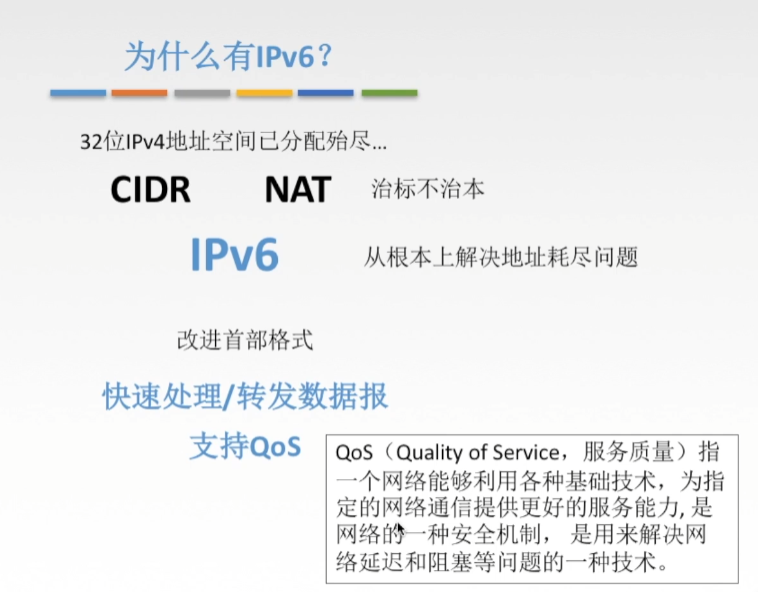 为什么有IPv6？
32位IPv4地址空间已分配殆尽...
CIDR NAT 治标不治本
IPv6 从根本上解决地址耗尽问题
改进首部格式
快速处理/转发数据报
支持QoS
QoS（Quality of Service，服务质量）指
一个网络能够利用各种基础技术，为指
定的网络通信提供更好的服务能力, 是
网络的一种安全机制， 是用来解决网
络延迟和阻塞等问题的一种技术。